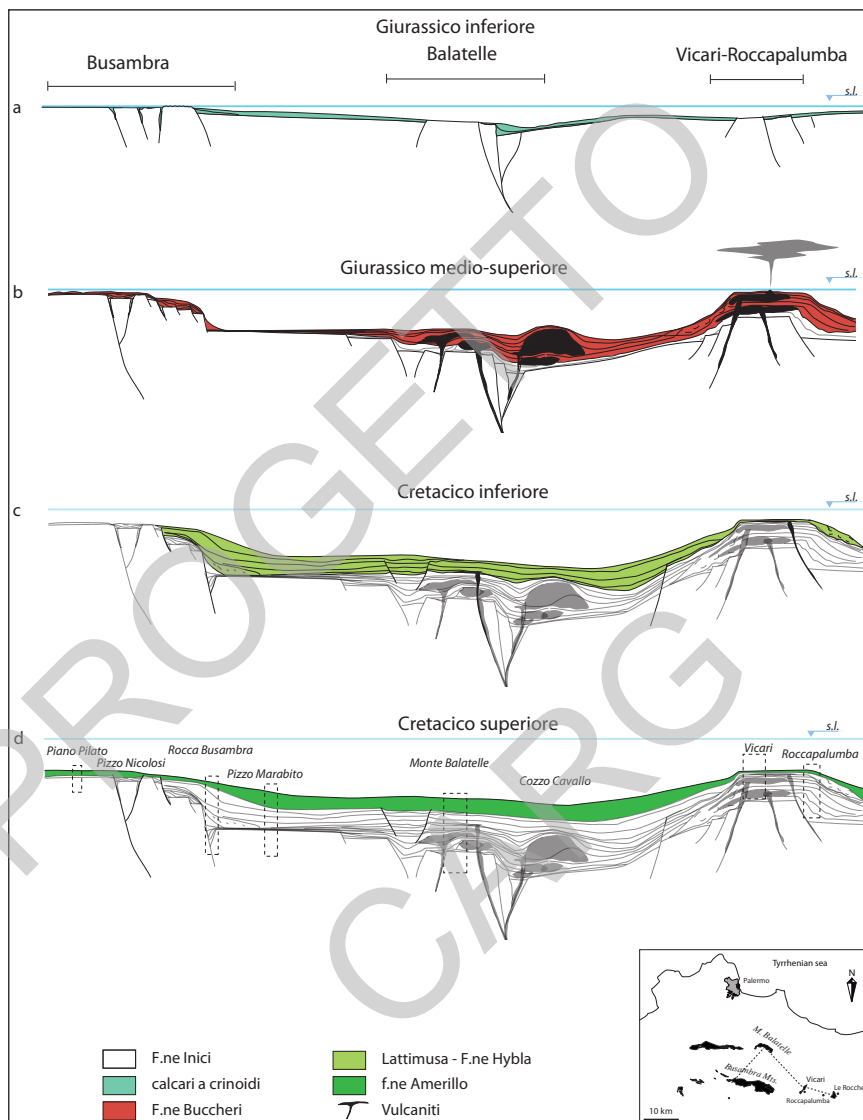 Giurassico inferiore
Busambra
Balatelle
Vicari-Roccapalumba
a
s.l.
Giurassico medio-superiore
b
s.l.
Cretacico inferiore
c
s.l.
Cretacico superiore
d
s.l.
Piano Pilato
Pizzo Nicolosi
Rocca Busambra
Pizzo Marabito
Monte Balatelle
Cozzo Cavallo
Vicari
Roccapalumba
PROGETTO
CARG
F.ne Inici
calcari a crinoidi
F.ne Buccheri
Lattimusa - F.ne Hybla
f.ne Amerillo
Vulcaniti
Tyrrhenian sea
N
Palermo
M. Balatelle
Busambra Mts.
Vicari
Le Rocche
Roccapalumba
10 km